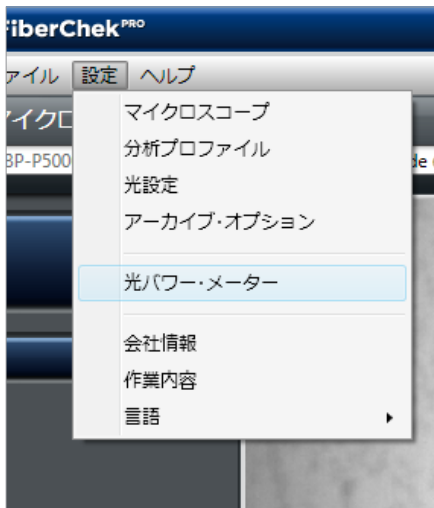 FiberChek PRO
ァイル 設定 ヘルプ
マイクロスコープ
分析プロファイル
光設定
アーカイブ・オプション
光パワー・メーター
会社情報
作業内容
言語
イクロ
BP-P500
de